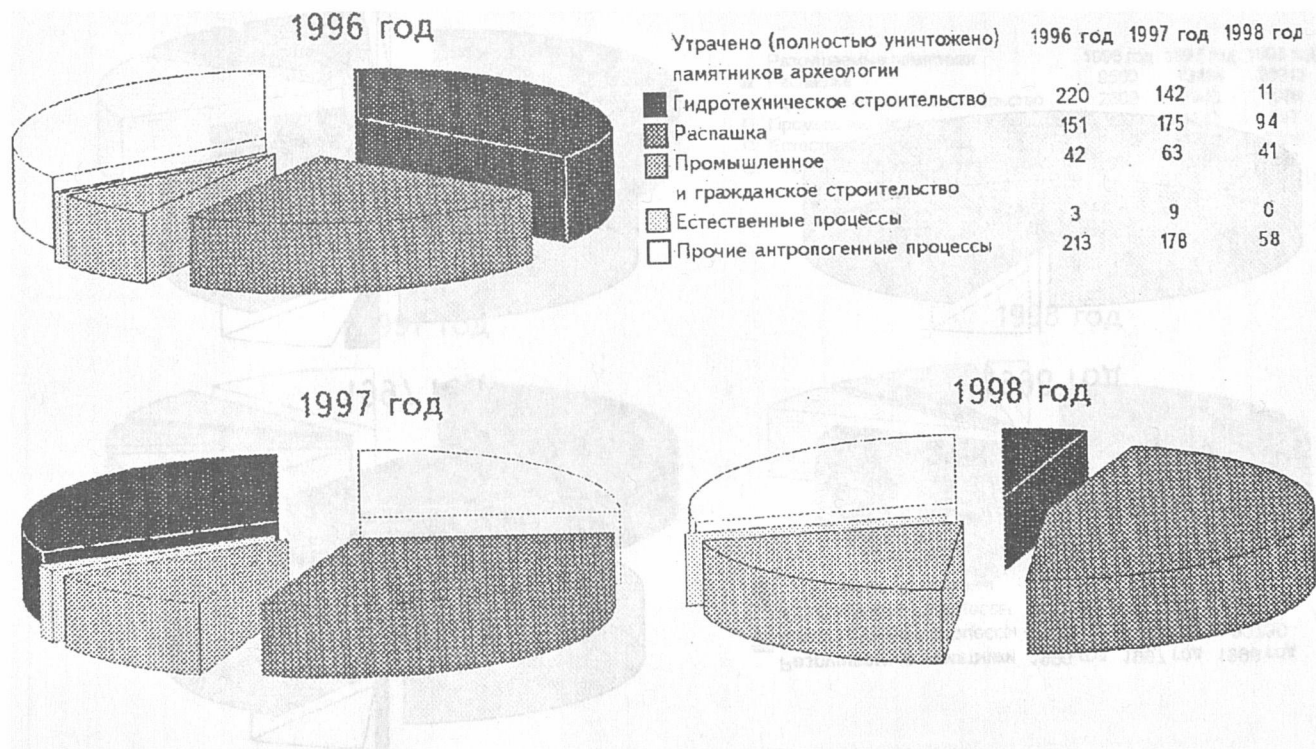 1996 год
Утрачено (полностью уничтожено) 1996 год 1997 год 1998 год
памятников археологии
Гидротехническое строительство 220 142 11
Распашка 151 175 94
Промышленное 42 63 41
и гражданское строительство
Естественные процессы 3 9 0
Прочие антропогенные процессы 213 178 58
1997 год
1998 год